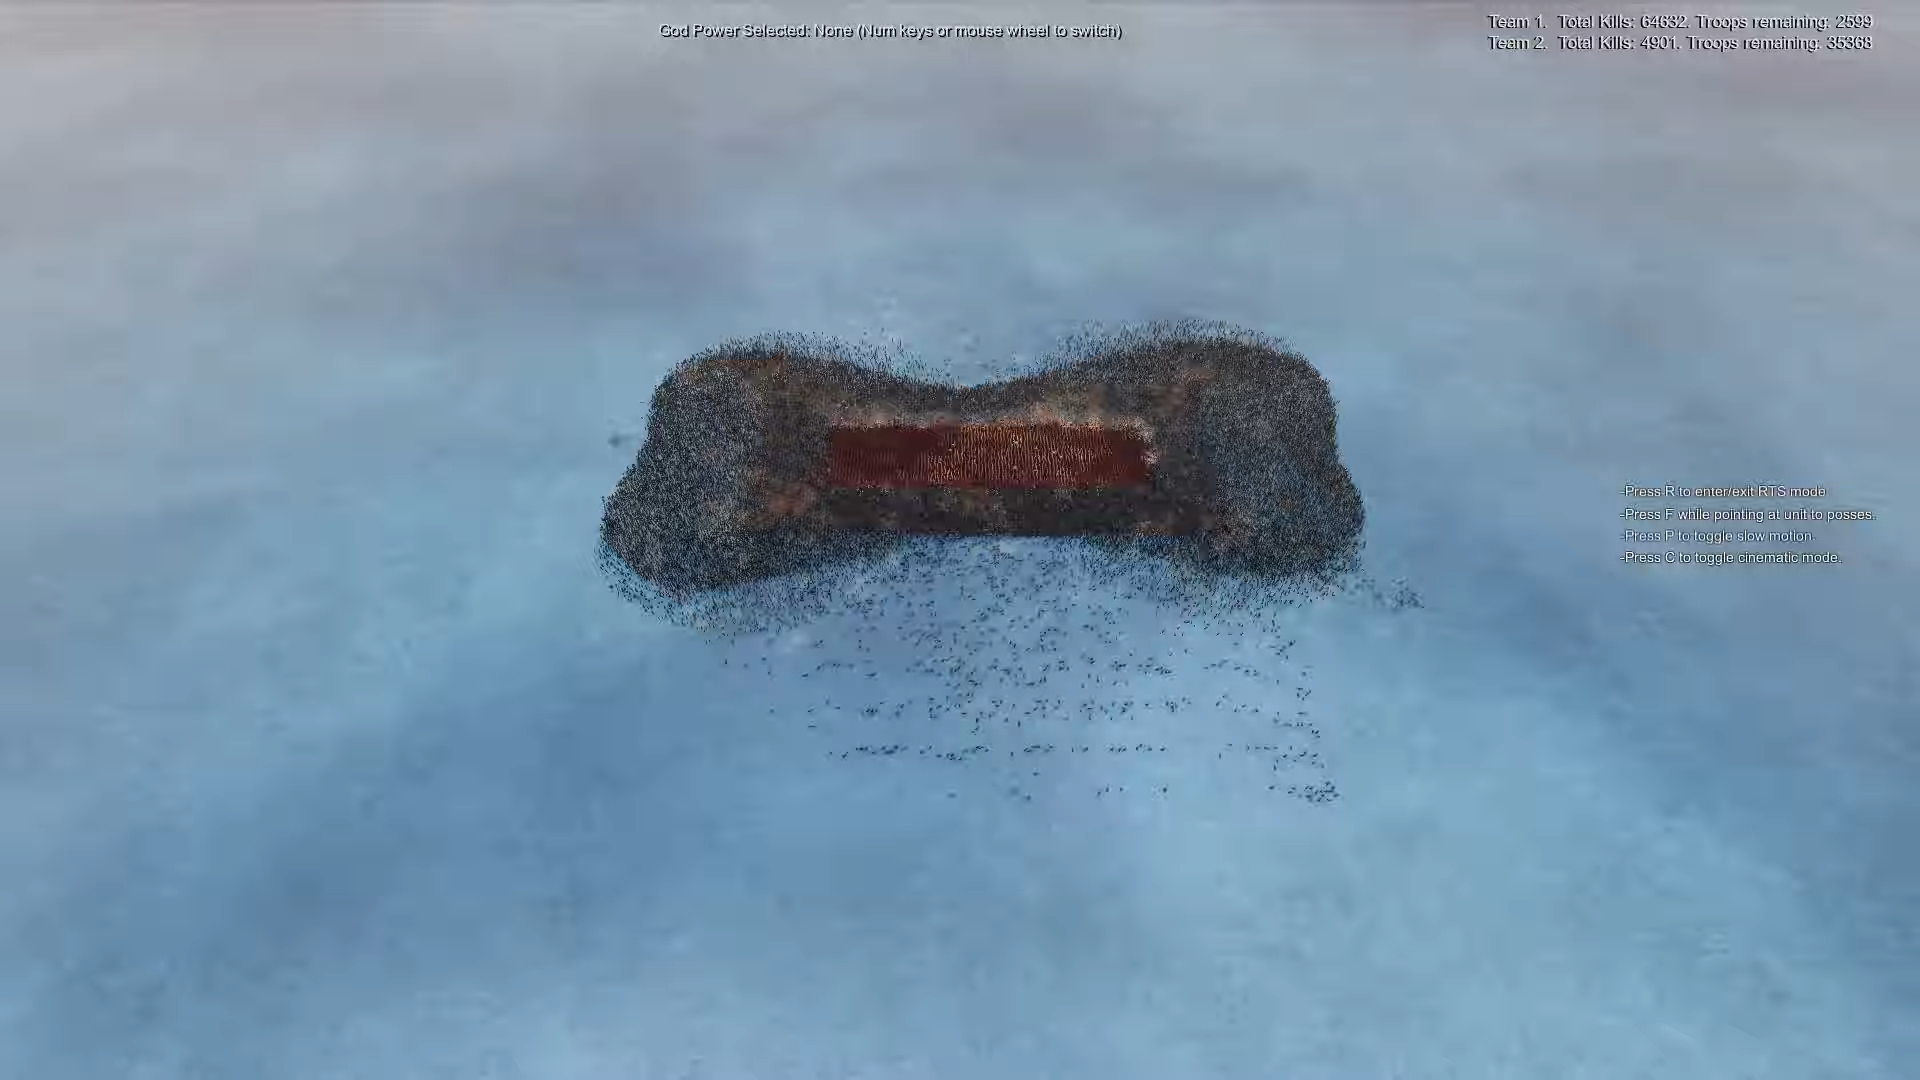 God Power Selected: None (Num keys or mouse wheel to switch)
Team 1.  Total Kills: 64632. Troops remaining: 2599
Team 2.  Total Kills: 4901. Troops remaining: 35368
-Press R to enter/exit RTS mode
-Press F while pointing at unit to posses.
-Press P to toggle slow motion
-Press C to toggle cinematic mode.